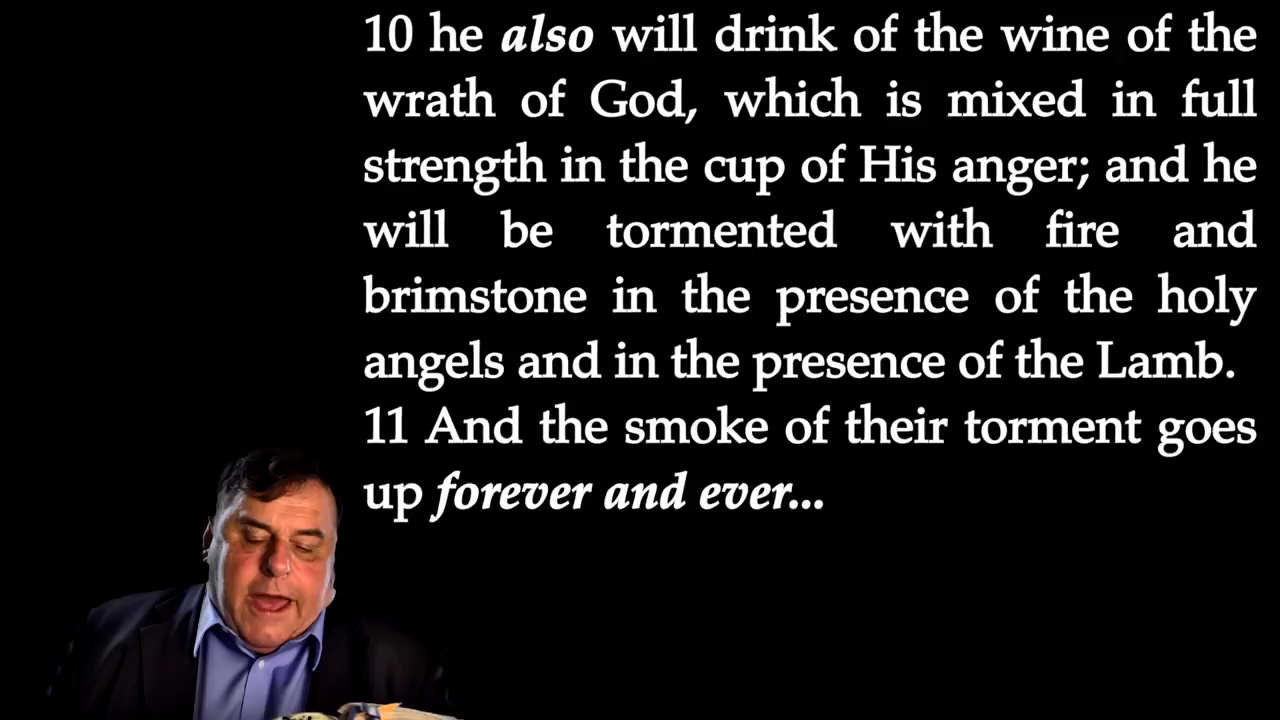 10 he also will drink of the wine of the
wrath of God, which is mixed in full
strength in the cup of His anger; and he
will be tormented with fire and
brimstone in the presence of the holy
angels and in the presence of the Lamb.
11 And the smoke of their torment goes
up forever and ever...